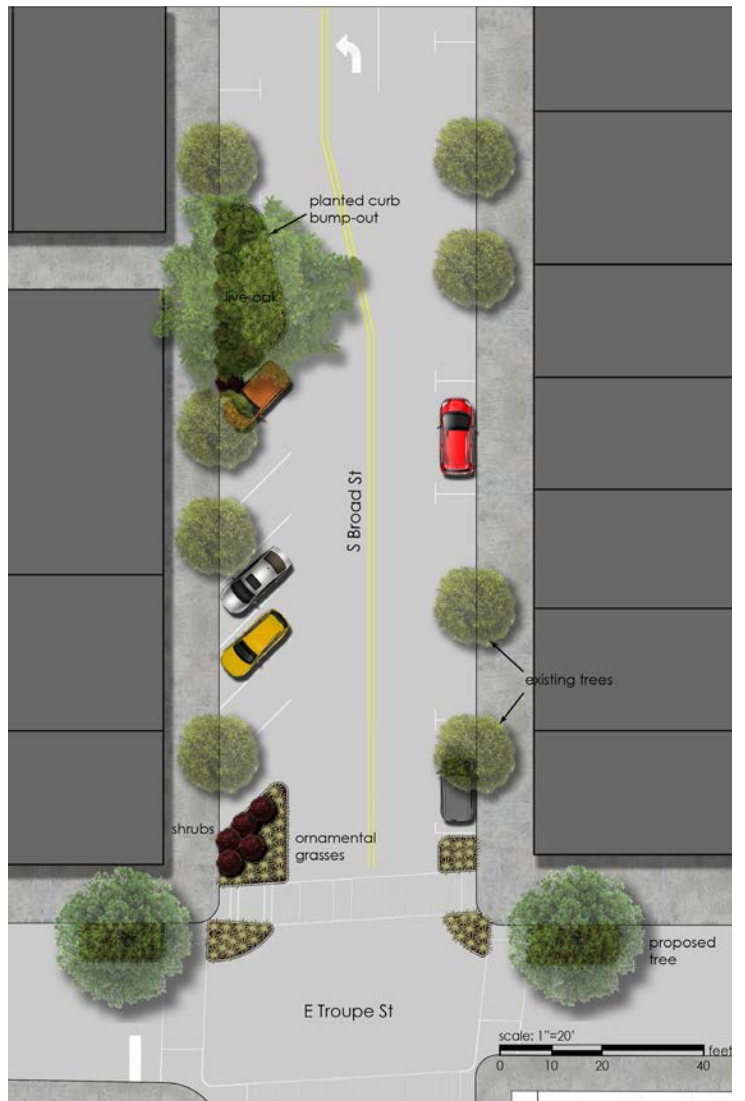 planted curb
bump-out
live oak
S Broad St
existing trees
shrubs
ornamental
grasses
proposed
tree
E Troupe St
scale: 1"=20'
feet
0 10 20 40